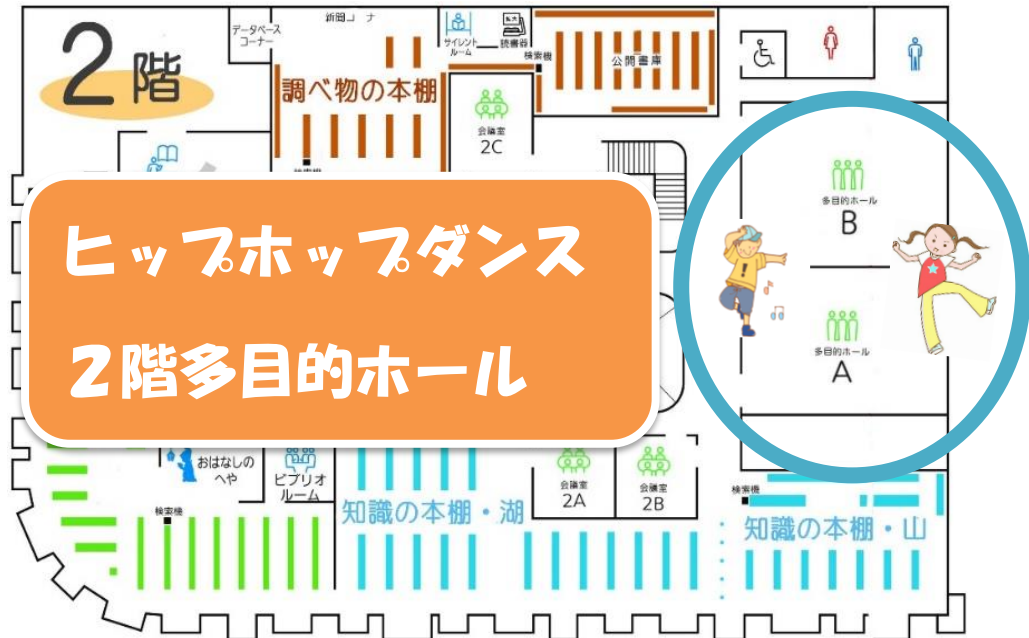 2階
データベース
コーナー
新聞コーナ
サイレント
ルーム
拡大
読書器
検索機
公開書庫
調べ物の本棚
会議室
2C
多目的ホール
B
ヒップホップダンス
2階多目的ホール
多目的ホール
A
おはなしの
へや
ビブリオ
ルーム
検索機
知識の本棚・湖
会議室
2A
会議室
2B
検索機
知識の本棚・山